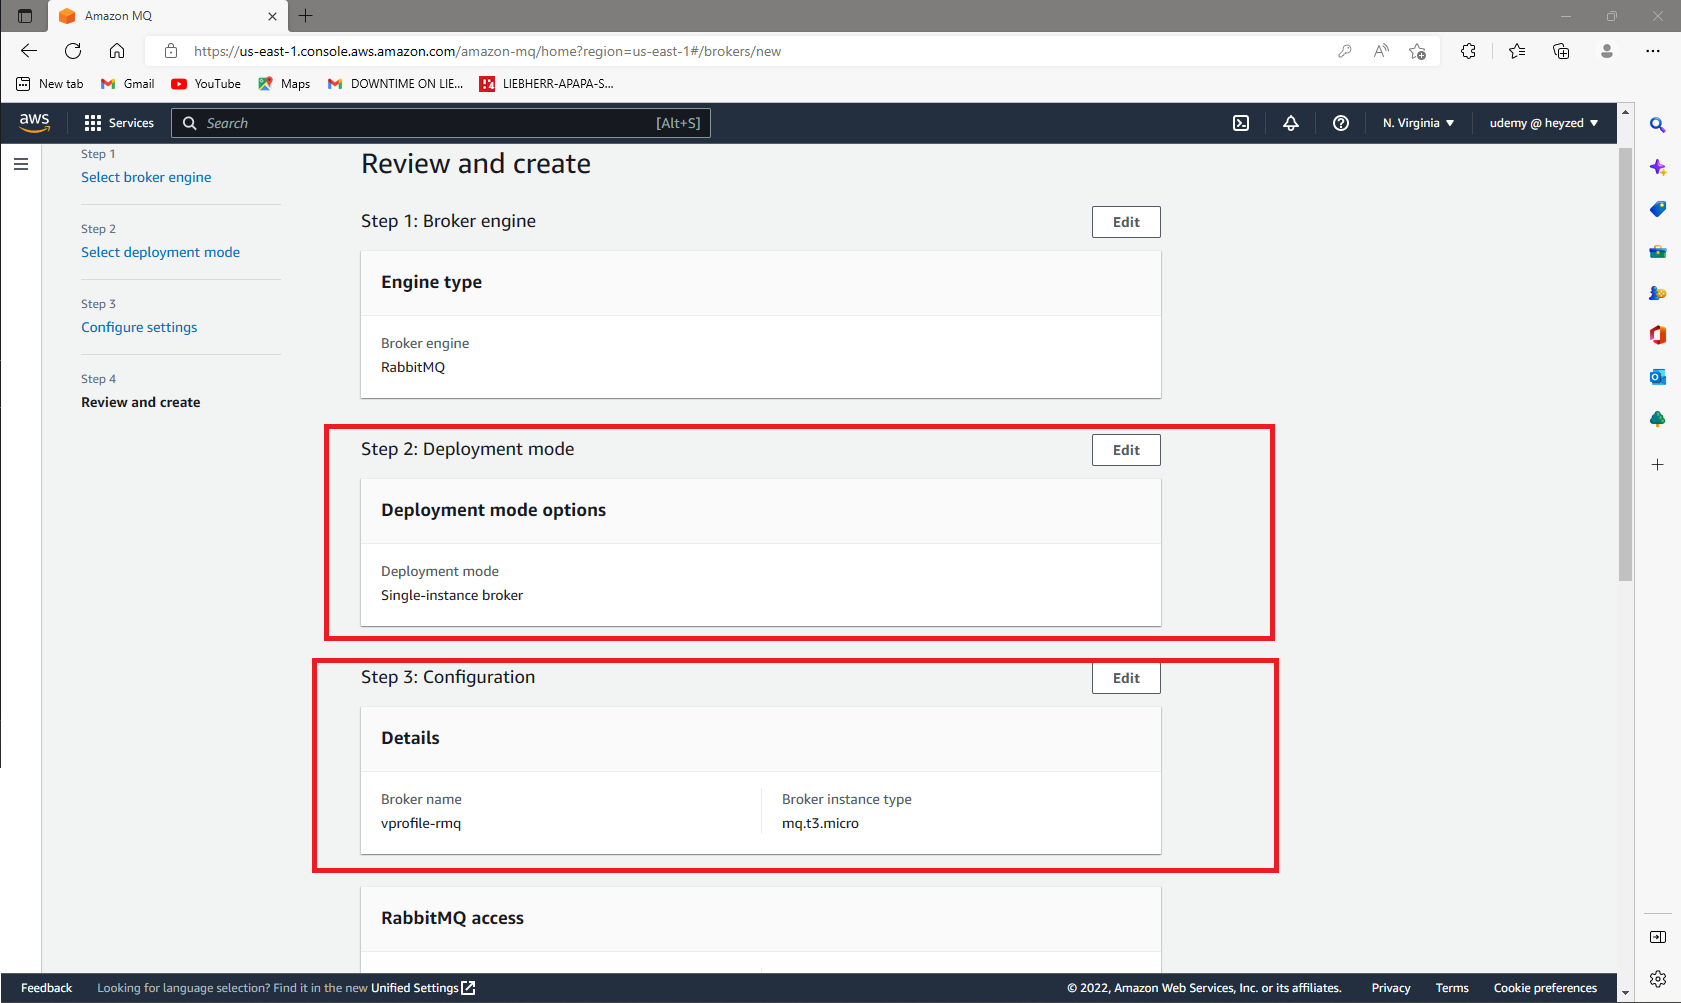 Amazon MQ
https://us-east-1.console.aws.amazon.com/amazon-mq/home?region=us-east-1#/brokers/new
New tab
Gmail
YouTube
Maps
DOWNTIME ON LIE...
LIEBHERR-APAPA-S...
aws
Services
Search
[Alt+S]
N. Virginia
udemy @ heyzed
Step 1
Select broker engine
Step 2
Select deployment mode
Step 3
Configure settings
Step 4
Review and create
Review and create
Step 1: Broker engine
Edit
Engine type
Broker engine
RabbitMQ
Step 2: Deployment mode
Edit
Deployment mode options
Deployment mode
Single-instance broker
Step 3: Configuration
Edit
Details
Broker name
vprofile-rmq
Broker instance type
mq.t3.micro
RabbitMQ access
Feedback
Looking for language selection? Find it in the new Unified Settings
© 2022, Amazon Web Services, Inc. or its affiliates.
Privacy
Terms
Cookie preferences